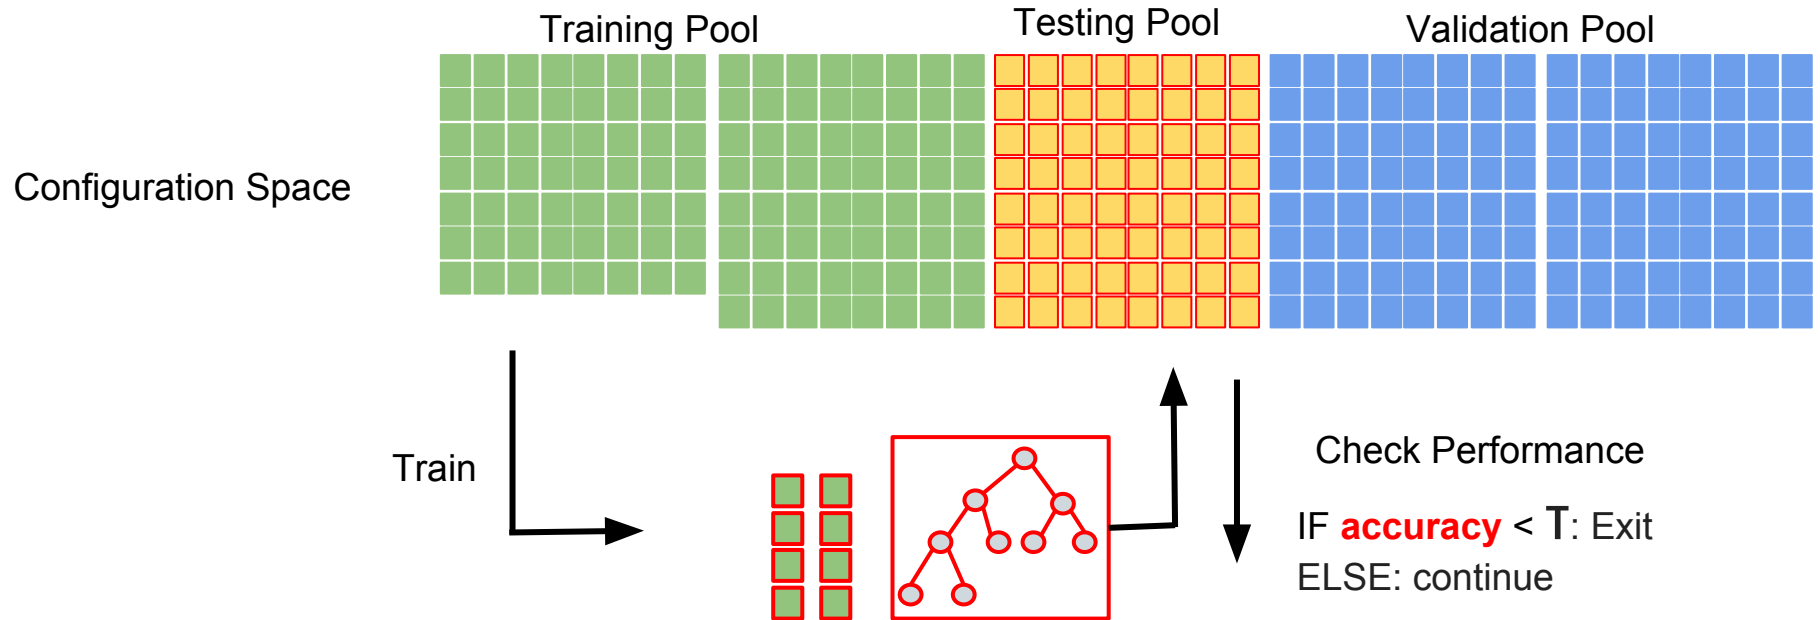 Training Pool
Testing Pool
Validation Pool
Configuration Space
Train
Check Performance
IF accuracy < T: Exit
ELSE: continue